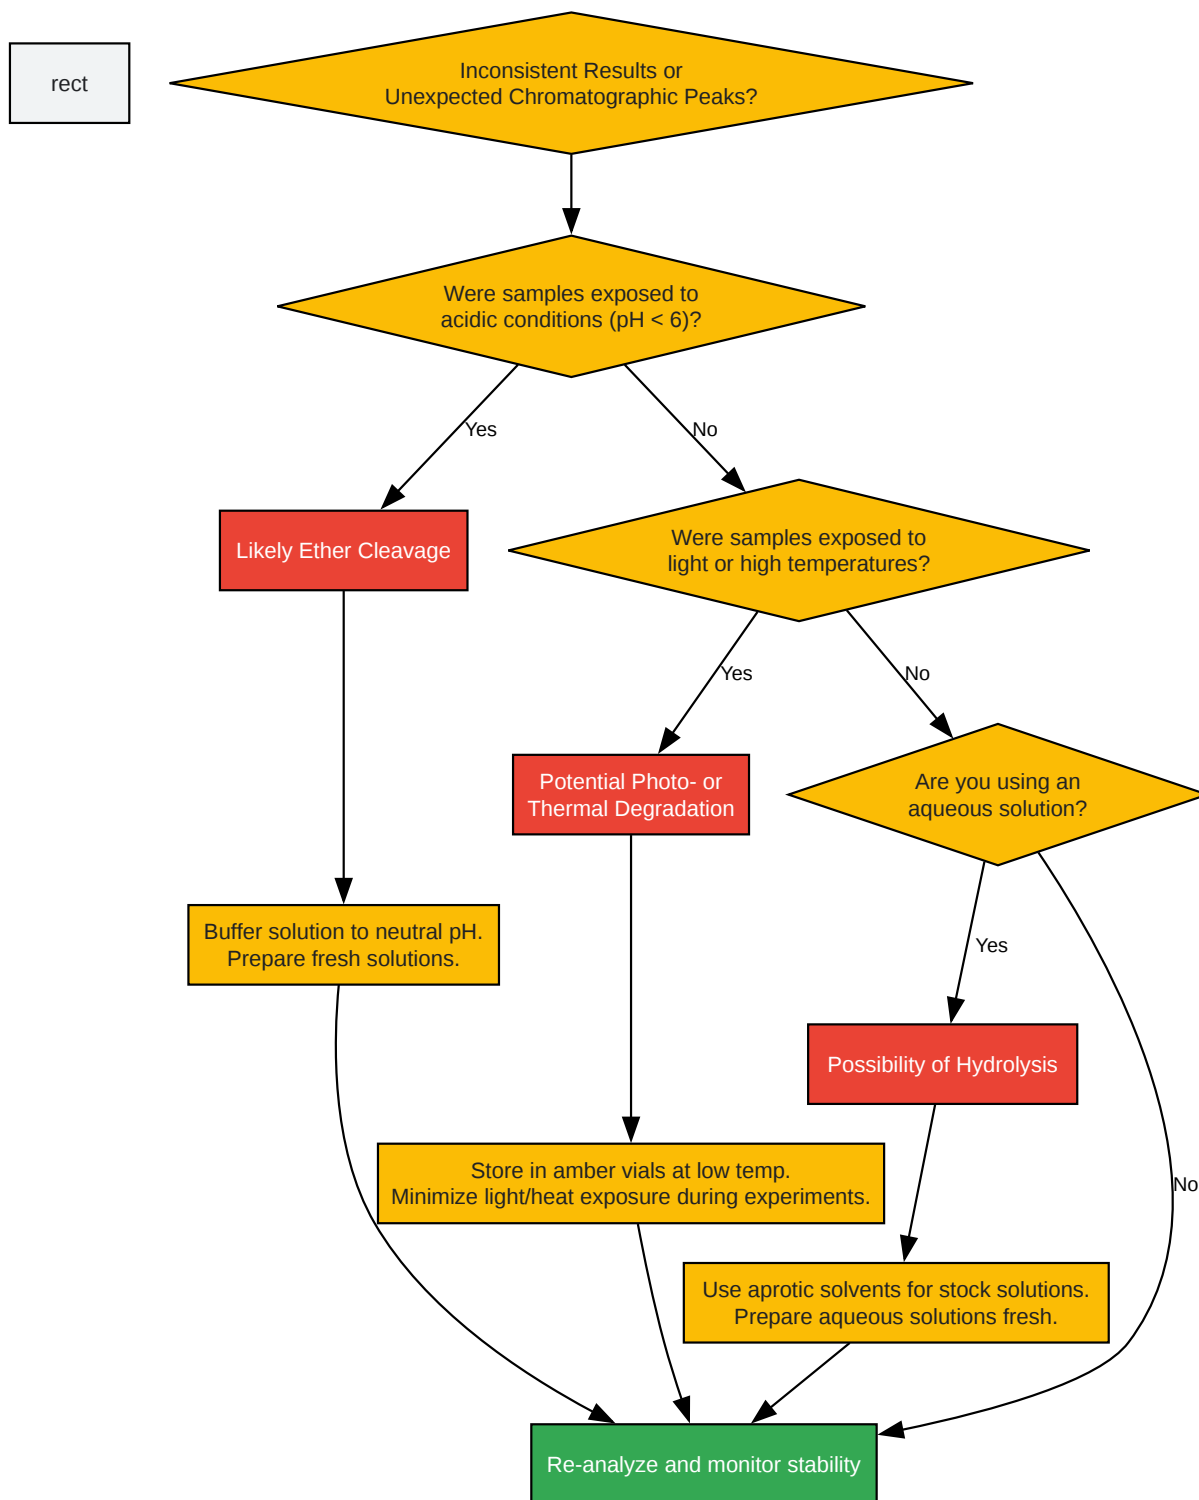 rect
Inconsistent Results or
Unexpected Chromatographic Peaks?
Were samples exposed to
acidic conditions (pH < 6)?
Yes
No
Likely Ether Cleavage
Were samples exposed to
light or high temperatures?
Yes
No
Potential Photo- or
Thermal Degradation
Are you using an
aqueous solution?
Buffer solution to neutral pH.
Prepare fresh solutions.
Yes
Possibility of Hydrolysis
Store in amber vials at low temp.
Minimize light/heat exposure during experiments.
No
Use aprotic solvents for stock solutions.
Prepare aqueous solutions fresh.
Re-analyze and monitor stability